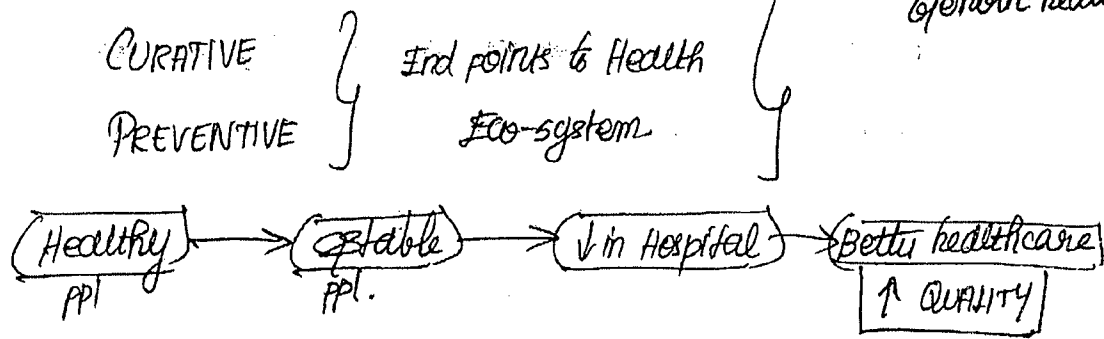 CURATIVE
PREVENTIVE
End points to Health
Eco-system
Healthy → stable → ↓ in Hospital → Better healthcare
ppl ppl. ↑ QUALITY